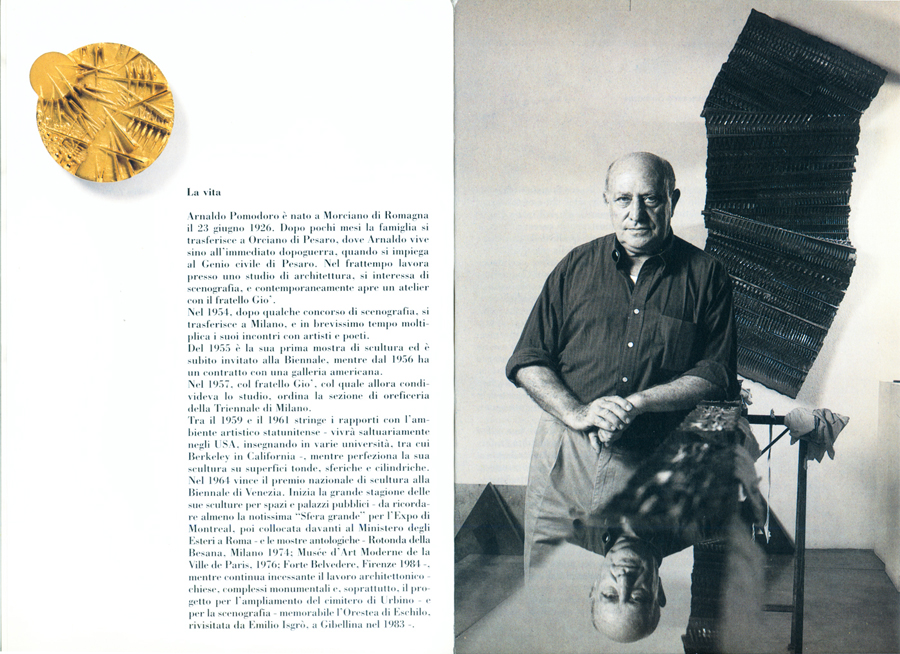 La vita
Arnaldo Pomodoro è nato a Morciano di Romagna
il 23 giugno 1926. Dopo pochi mesi la famiglia si
trasferisce a Orciano di Pesaro, dove Arnaldo vive
sino all'immediato dopoguerra, quando si impiega
al Genio civile di Pesaro. Nel frattempo lavora
presso uno studio di architettura, si interessa di
scenografia, e contemporaneamente apre un atelier
con il fratello Gio'.
Nel 1954, dopo qualche concorso di scenografia, si
trasferisce a Milano, e in brevissimo tempo molti-
plica i suoi incontri con artisti e poeti.
Del 1955 è la sua prima mostra di scultura ed è
subito invitato alla Biennale, mentre dal 1956 ha
un contratto con una galleria americana.
Nel 1957, col fratello Gio', col quale allora condi-
videva lo studio, ordina la sezione di oreficeria
della Triennale di Milano.
Tra il 1959 e il 1961 stringe i rapporti con l'am-
biente artistico statunitense - vivrà saltuariamente
negli USA, insegnando in varie università, tra cui
Berkeley in California -, mentre perfeziona la sua
scultura su superfici tonde, sferiche e cilindriche.
Nel 1964 vince il premio nazionale di scultura alla
Biennale di Venezia. Inizia la grande stagione delle
sue sculture per spazi e palazzi pubblici - da ricorda-
re almeno la notissima "Sfera grande" per l'Expo di
Montreal, poi collocata davanti al Ministero degli
Esteri a Roma - e le mostre antologiche - Rotonda della
Besana, Milano 1974; Musée d'Art Moderne de la
Ville de Paris, 1976; Forte Belvedere, Firenze 1984 -,
mentre continua incessante il lavoro architettonico -
chiese, complessi monumentali e, soprattutto, il pro-
getto per l'ampliamento del cimitero di Urbino - e
per la scenografia - memorabile l'Orestea di Eschilo,
rivisitata da Emilio Isgrò, a Gibellina nel 1983 -.